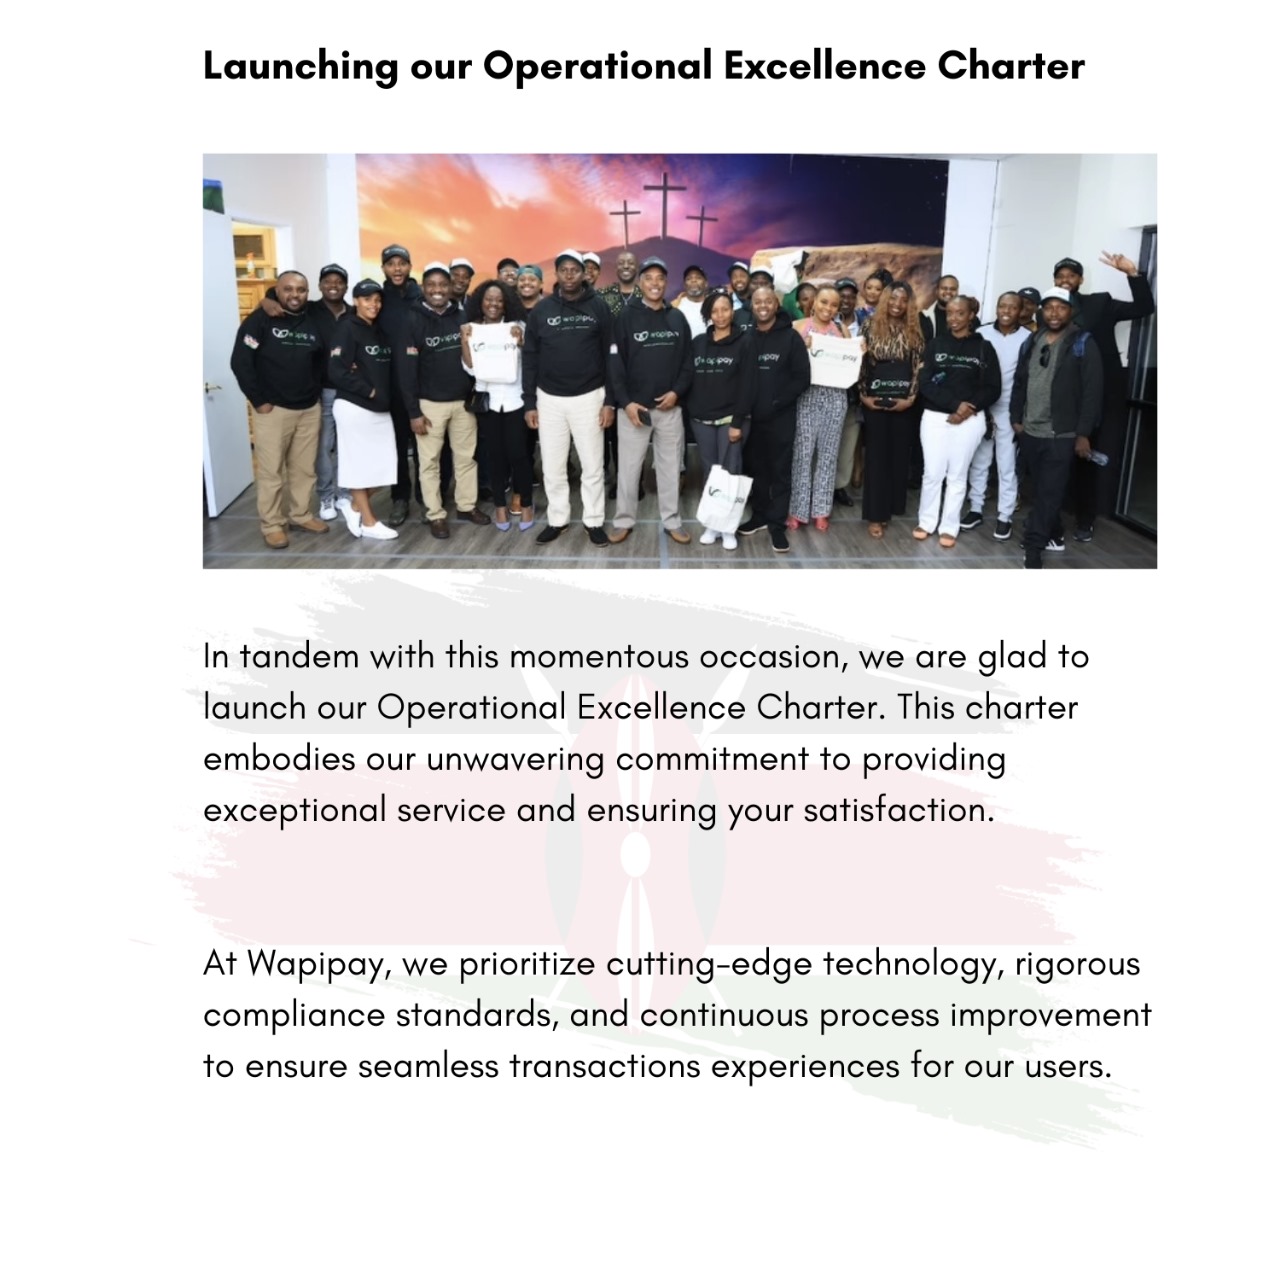 Launching our Operational Excellence Charter
wapipay
wapipay
wapipay
wapipay
In tandem with this momentous occasion, we are glad to
launch our Operational Excellence Charter. This charter
embodies our unwavering commitment to providing
exceptional service and ensuring your satisfaction.
At Wapipay, we prioritize cutting-edge technology, rigorous
compliance standards, and continuous process improvement
to ensure seamless transactions experiences for our users.